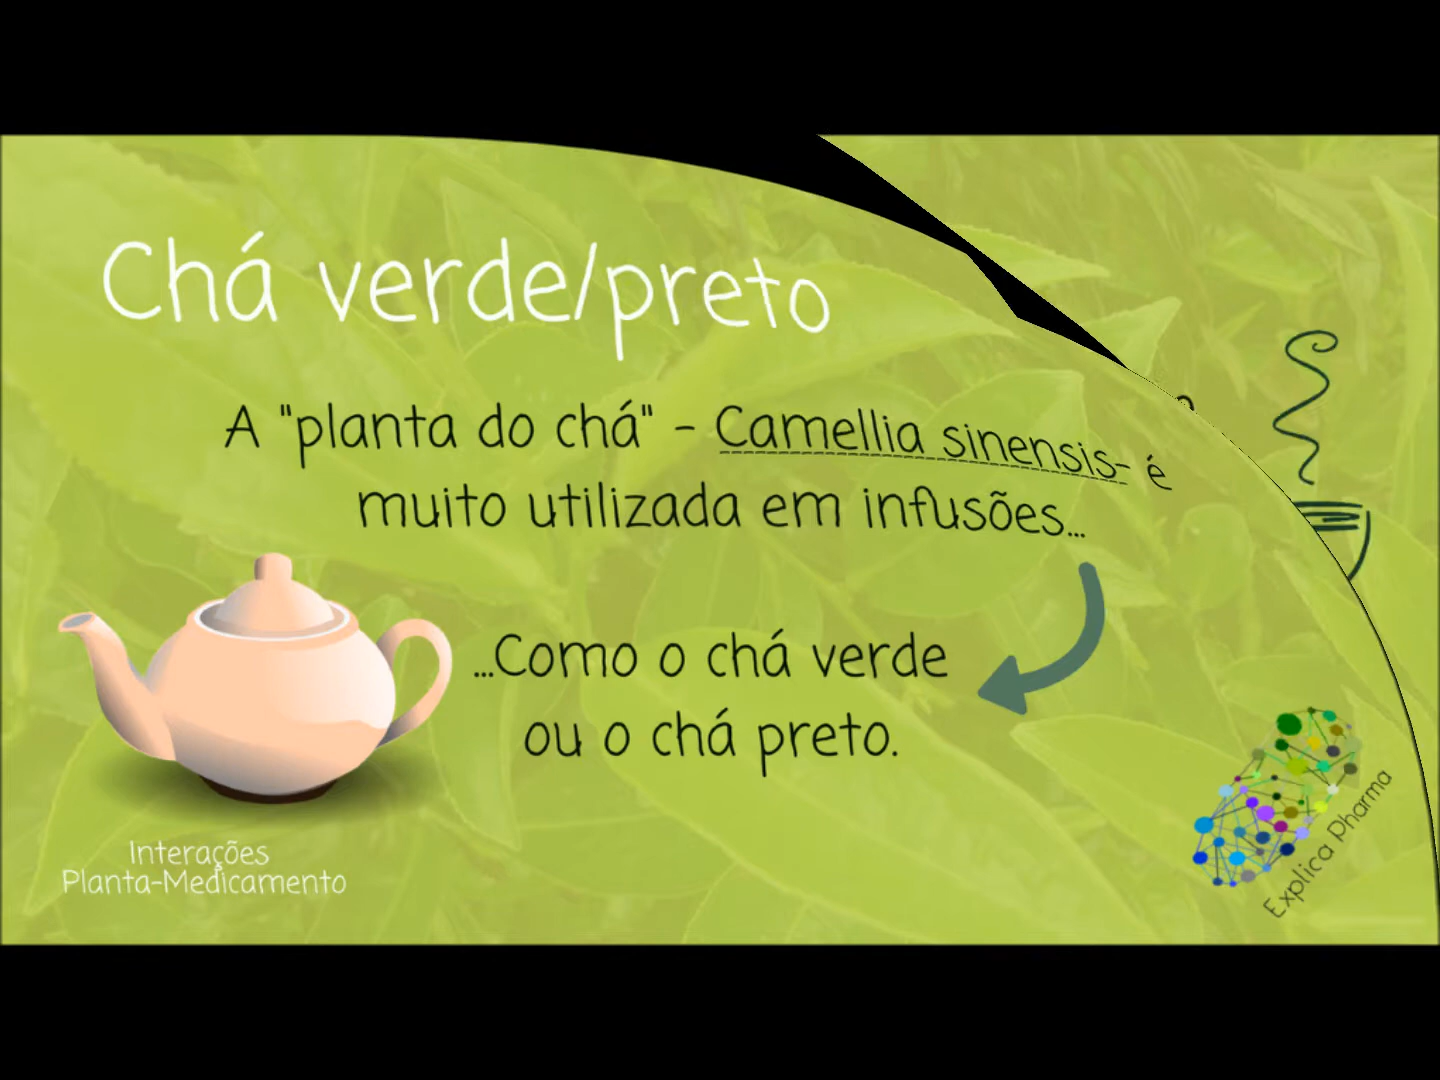 Chá verde/preto
A "planta do chá" - Camellia sinensis- é
muito utilizada em infusões...
...Como o chá verde
ou o chá preto.
Interações
Planta-Medicamento
Explica Pharma